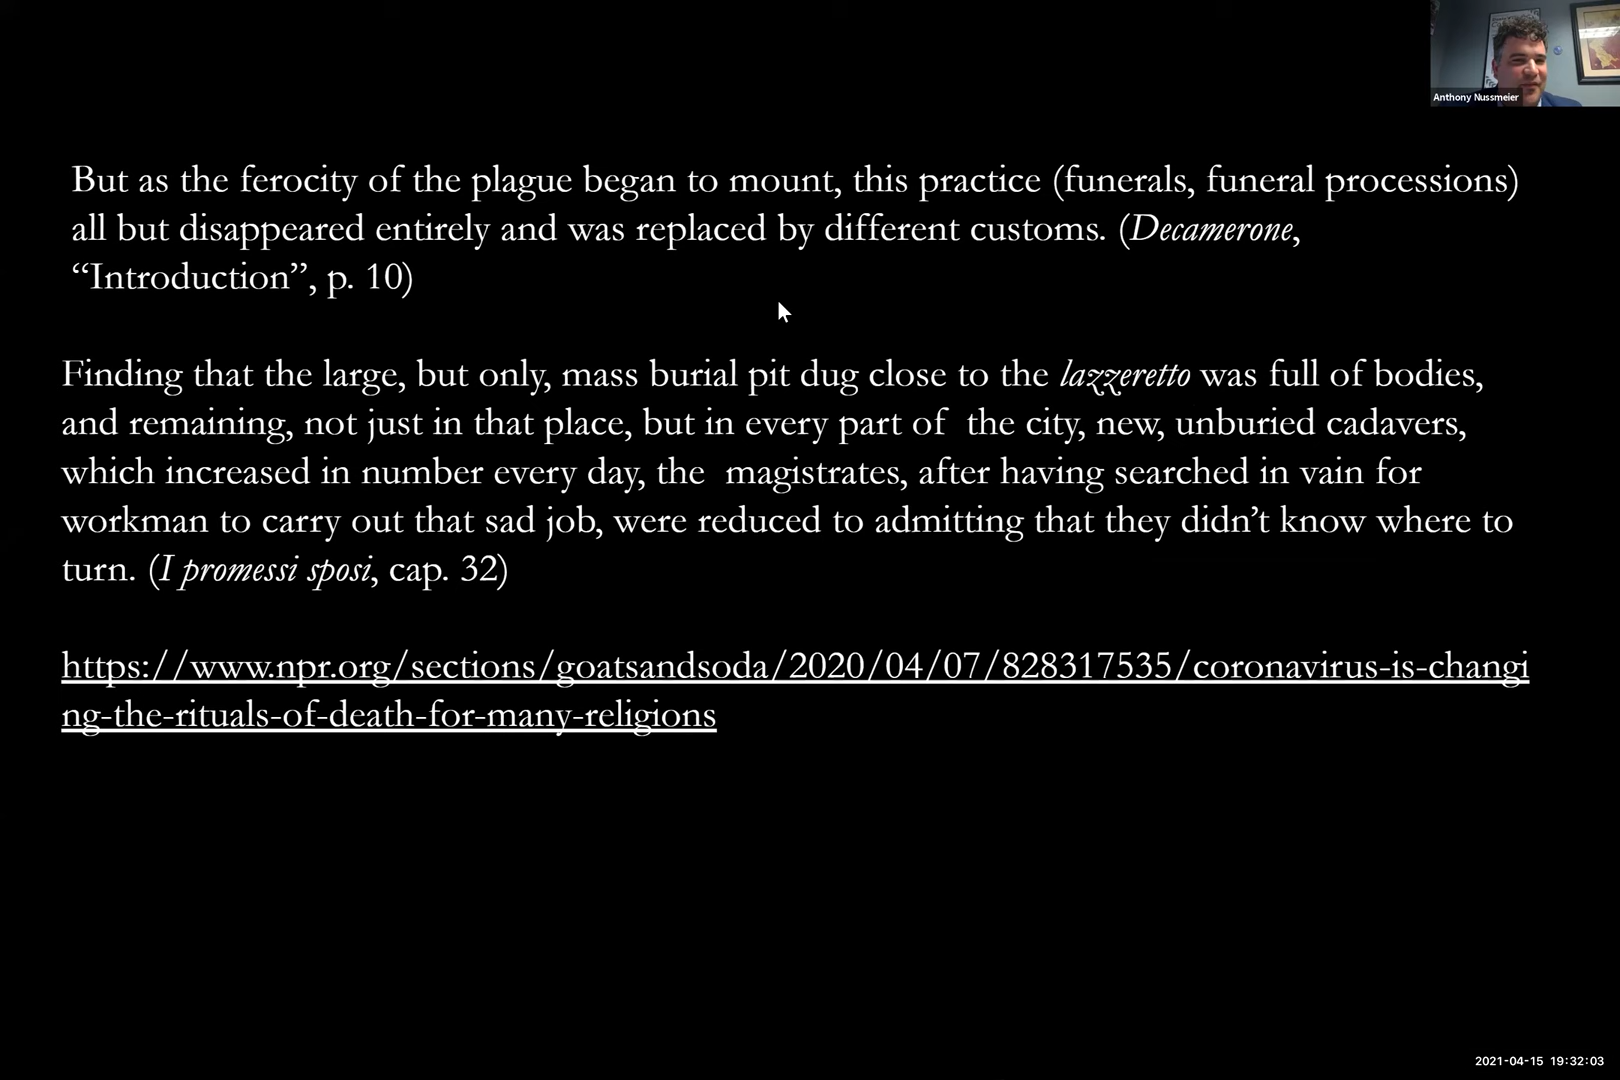 Anthony Nussmeier
But as the ferocity of the plague began to mount, this practice (funerals, funeral processions)
all but disappeared entirely and was replaced by different customs. (Decamerone,
“Introduction”, p. 10)
Finding that the large, but only, mass burial pit dug close to the lazzeretto was full of bodies,
and remaining, not just in that place, but in every part of  the city, new, unburied cadavers,
which increased in number every day, the  magistrates, after having searched in vain for
workman to carry out that sad job, were reduced to admitting that they didn’t know where to
turn. (I promessi sposi, cap. 32)
https://www.npr.org/sections/goatsandsoda/2020/04/07/828317535/coronavirus-is-changi
ng-the-rituals-of-death-for-many-religions
2021-04-15 19:32:03